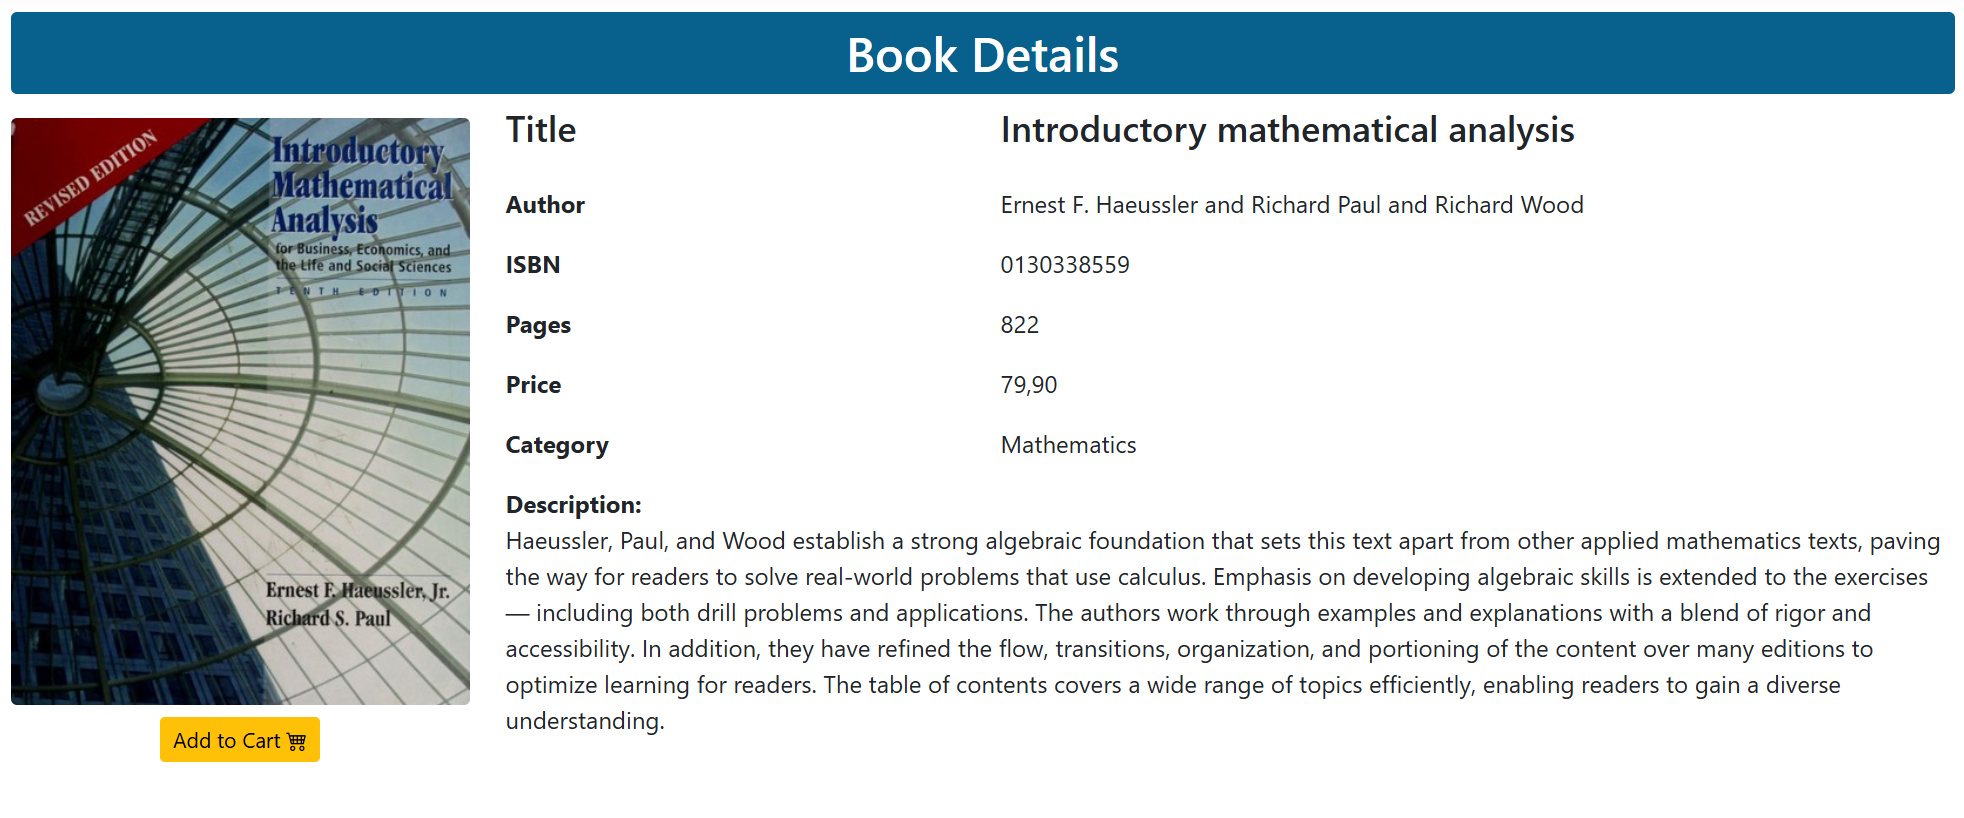 Book Details
REVISED EDITION
Introductory
Mathematical
Analysis
for Business, Economics, and
the Life and Social Sciences
TENTH EDITION
Ernest F. Haeussler, Jr.
Richard S. Paul
Add to Cart
Title Introductory mathematical analysis
Author Ernest F. Haeussler and Richard Paul and Richard Wood
ISBN 0130338559
Pages 822
Price 79,90
Category Mathematics
Description:
Haeussler, Paul, and Wood establish a strong algebraic foundation that sets this text apart from other applied mathematics texts, paving
the way for readers to solve real-world problems that use calculus. Emphasis on developing algebraic skills is extended to the exercises
— including both drill problems and applications. The authors work through examples and explanations with a blend of rigor and
accessibility. In addition, they have refined the flow, transitions, organization, and portioning of the content over many editions to
optimize learning for readers. The table of contents covers a wide range of topics efficiently, enabling readers to gain a diverse
understanding.